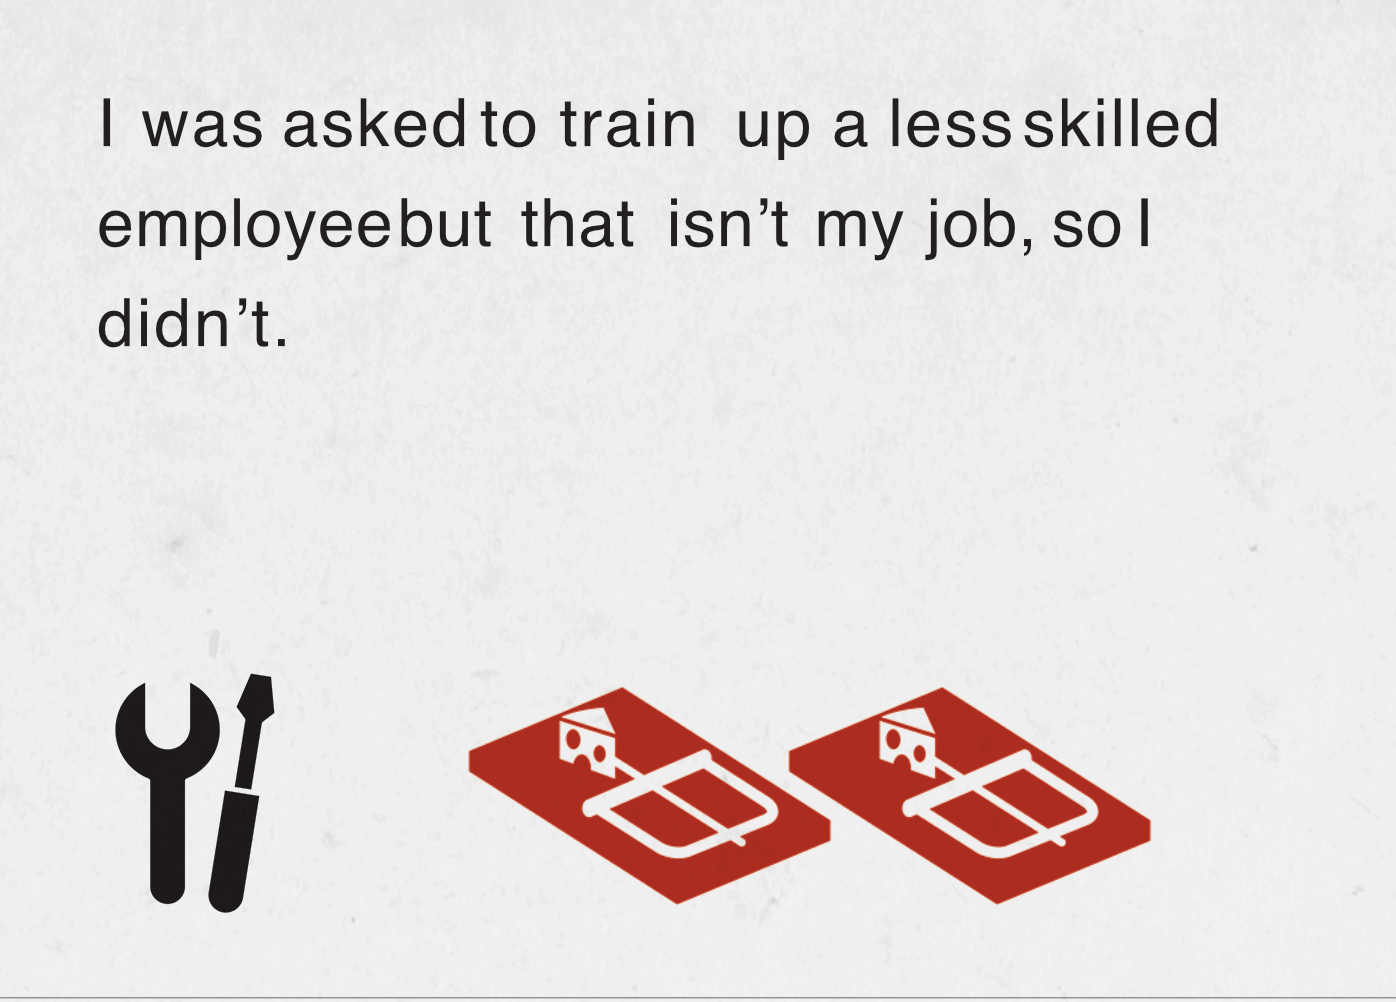 I was asked to train up a less skilled
employee but that isn’t my job, so I
didn’t.